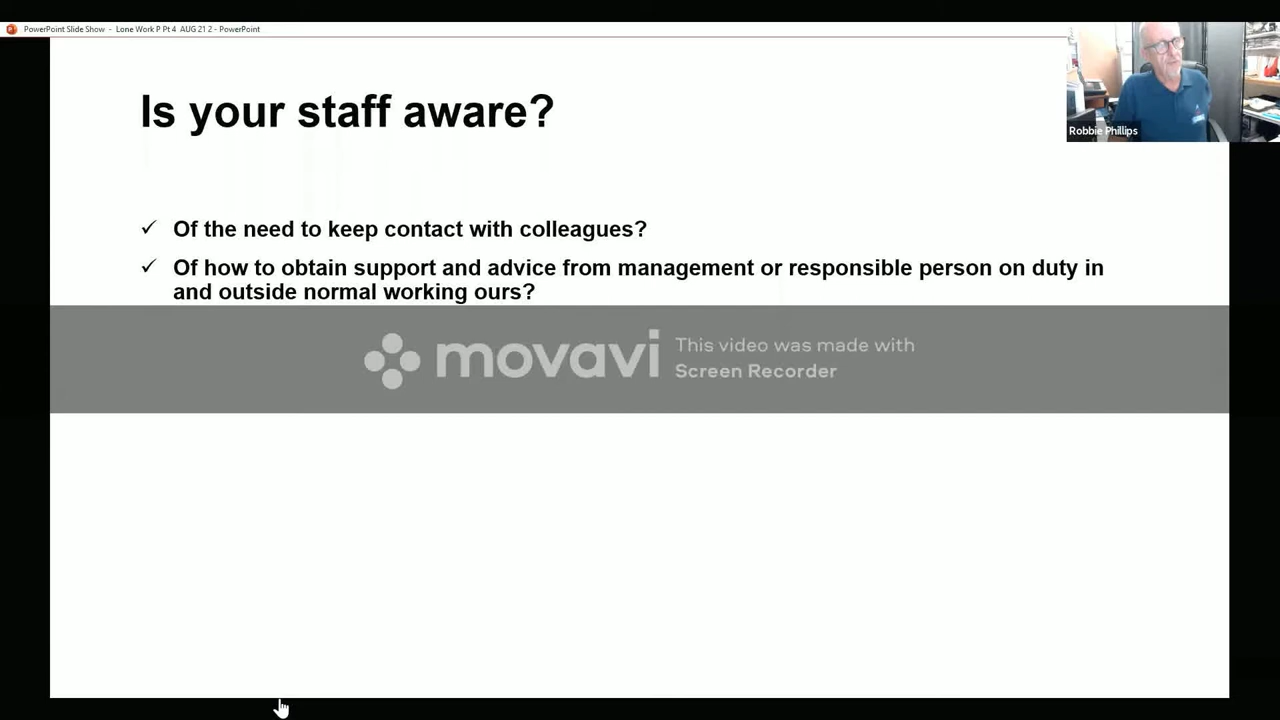 PowerPoint Slide Show - Lone Work P Pt 4 AUG 21 2 - PowerPoint
Robbie Phillips
Is your staff aware?
✓ Of the need to keep contact with colleagues?
✓ Of how to obtain support and advice from management or responsible person on duty in
and outside normal working ours?
movavi
This video was made with
Screen Recorder